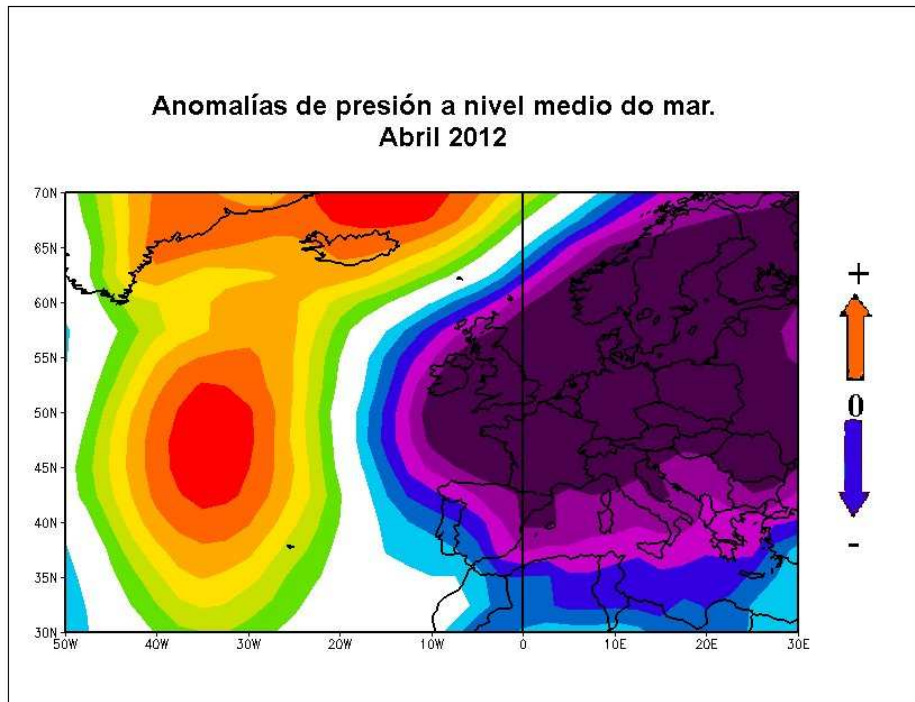 Anomalías de presión a nivel medio do mar.
Abril 2012
70N
65N
60N
55N
50N
45N
40N
35N
30N
50W 40W 30W 20W 10W 0 10E 20E 30E
+
0
-